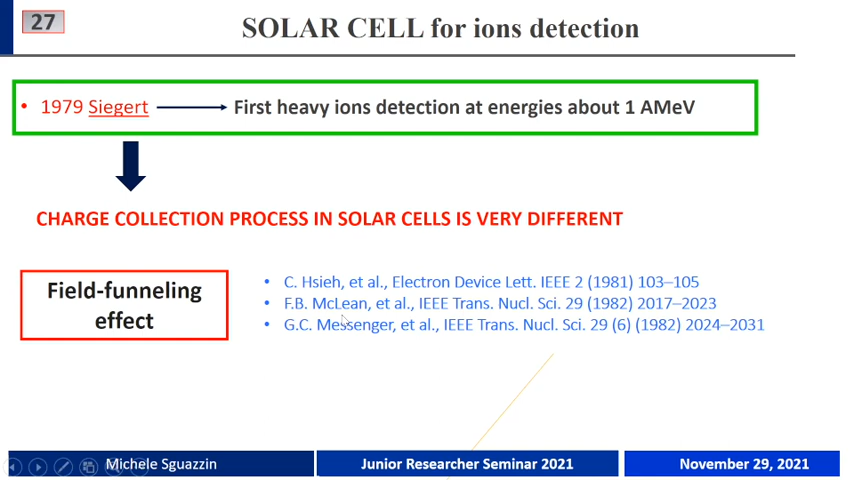 27
SOLAR CELL for ions detection
• 1979 Siegert
First heavy ions detection at energies about 1 AMeV
CHARGE COLLECTION PROCESS IN SOLAR CELLS IS VERY DIFFERENT
Field-funneling
effect
• C. Hsieh, et al., Electron Device Lett. IEEE 2 (1981) 103–105
• F.B. McLean, et al., IEEE Trans. Nucl. Sci. 29 (1982) 2017–2023
• G.C. Messenger, et al., IEEE Trans. Nucl. Sci. 29 (6) (1982) 2024–2031
Michele Sguazzin
Junior Researcher Seminar 2021
November 29, 2021